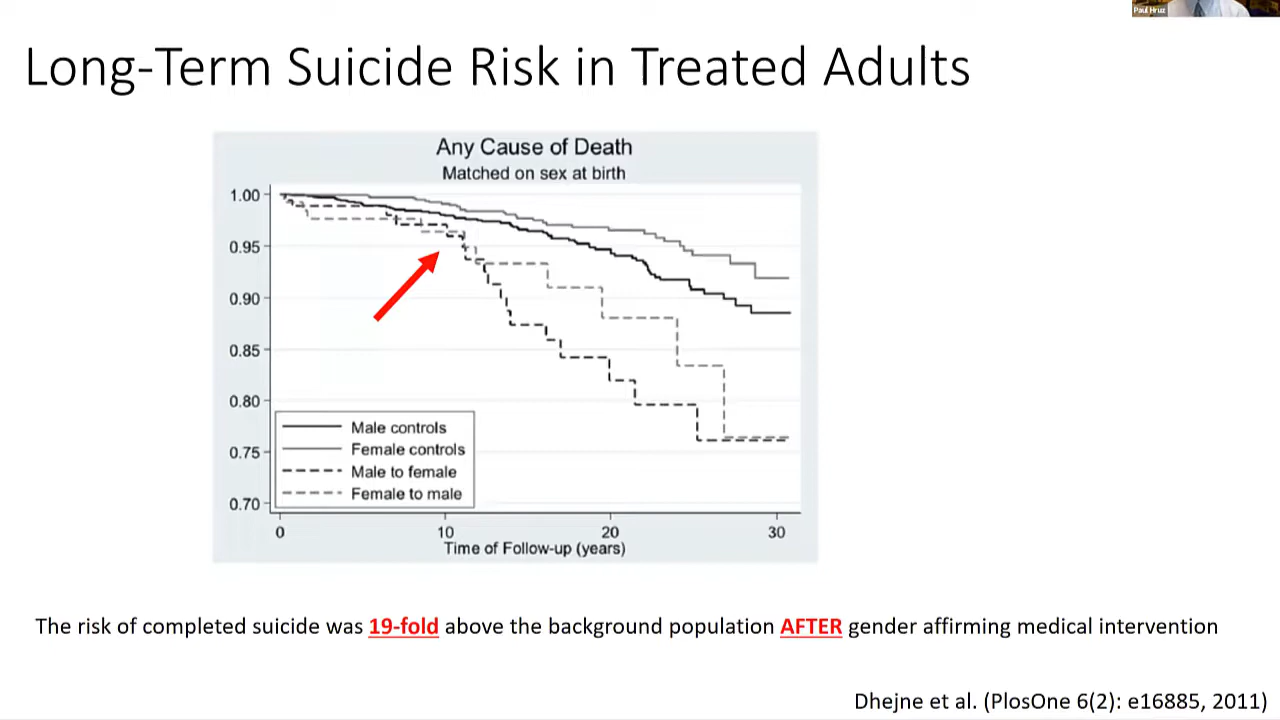 Paul Hruz
Long-Term Suicide Risk in Treated Adults
Any Cause of Death
Matched on sex at birth
1.00
0.95
0.90
0.85
0.80
0.75
0.70
Male controls
Female controls
Male to female
Female to male
0 10 20 30
Time of Follow-up (years)
The risk of completed suicide was 19-fold above the background population AFTER gender affirming medical intervention
Dhejne et al. (PlosOne 6(2): e16885, 2011)